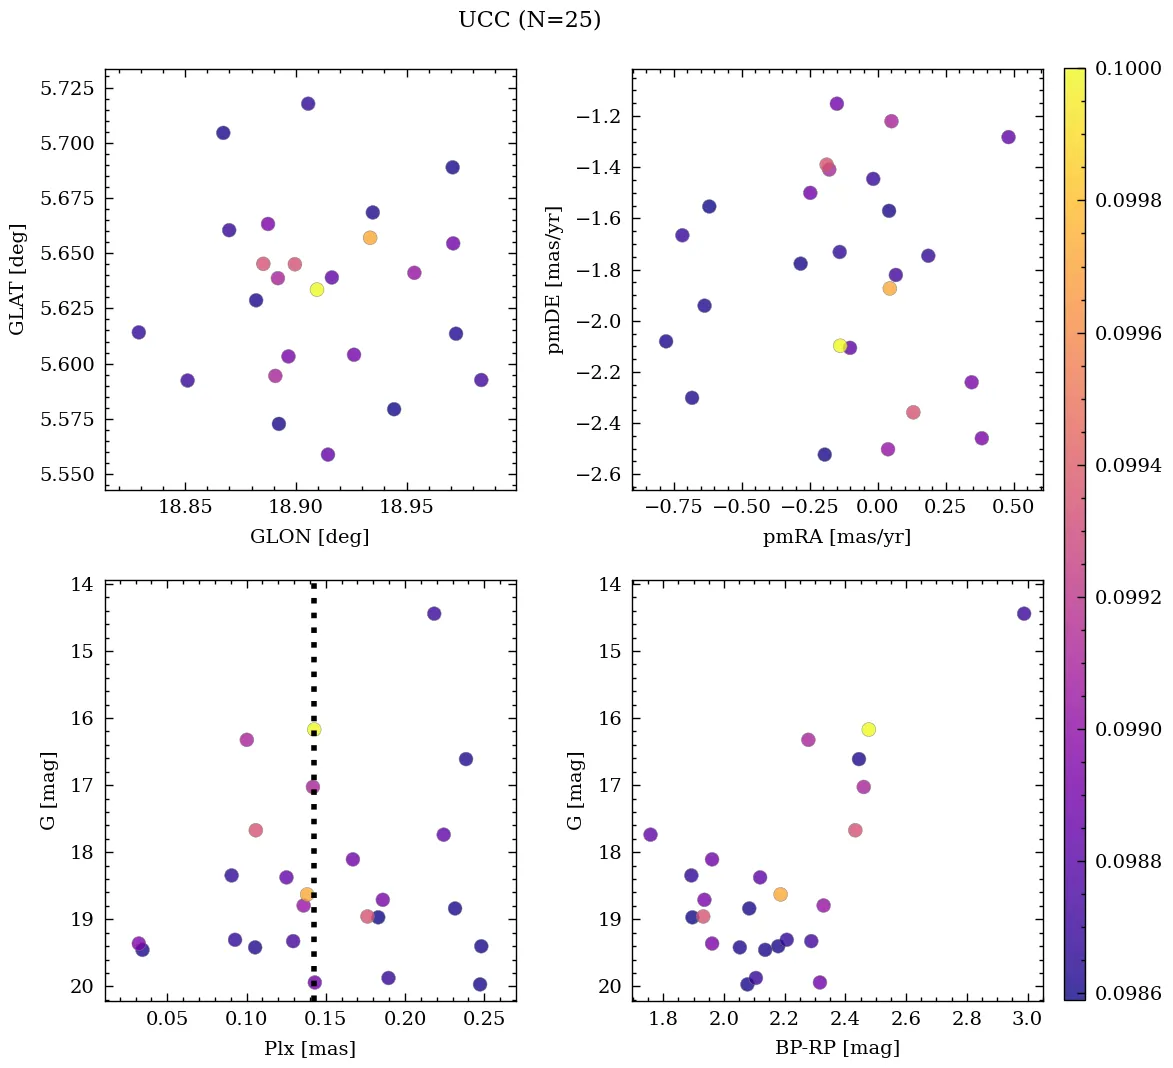 UCC (N=25)
5.725
5.700
5.675
5.650
5.625
5.600
5.575
5.550
GLAT [deg]
18.85 18.90 18.95
GLON [deg]
−1.2
−1.4
−1.6
−1.8
−2.0
−2.2
−2.4
−2.6
pmDE [mas/yr]
−0.75 −0.50 −0.25 0.00 0.25 0.50
pmRA [mas/yr]
14
15
16
17
18
19
20
G [mag]
0.05 0.10 0.15 0.20 0.25
Plx [mas]
14
15
16
17
18
19
20
G [mag]
1.8 2.0 2.2 2.4 2.6 2.8 3.0
BP-RP [mag]
0.1000
0.0998
0.0996
0.0994
0.0992
0.0990
0.0988
0.0986